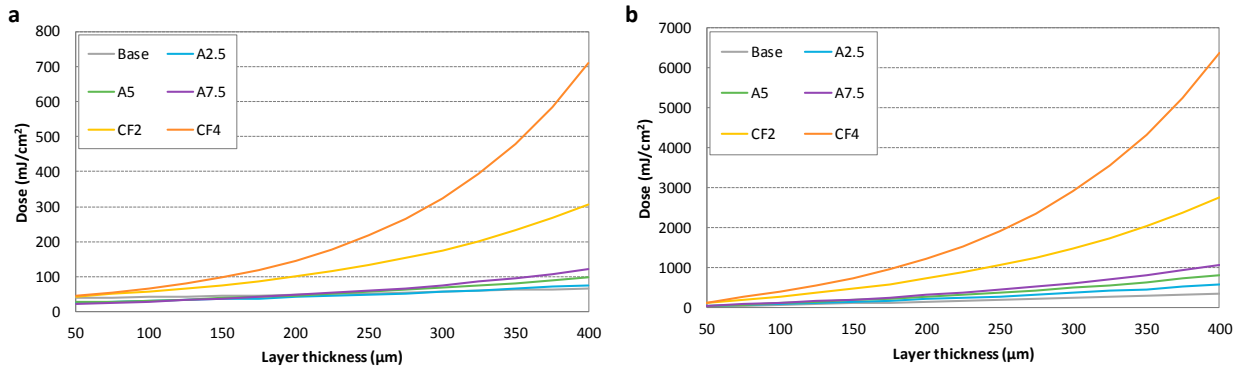 a
Dose (mJ/cm²)
800
700
600
500
400
300
200
100
0
Base
A2.5
A5
A7.5
CF2
CF4
50
100
150
200
250
300
350
400
Layer thickness (µm)
b
Dose (mJ/cm²)
7000
6000
5000
4000
3000
2000
1000
0
Base
A2.5
A5
A7.5
CF2
CF4
50
100
150
200
250
300
350
400
Layer thickness (µm)